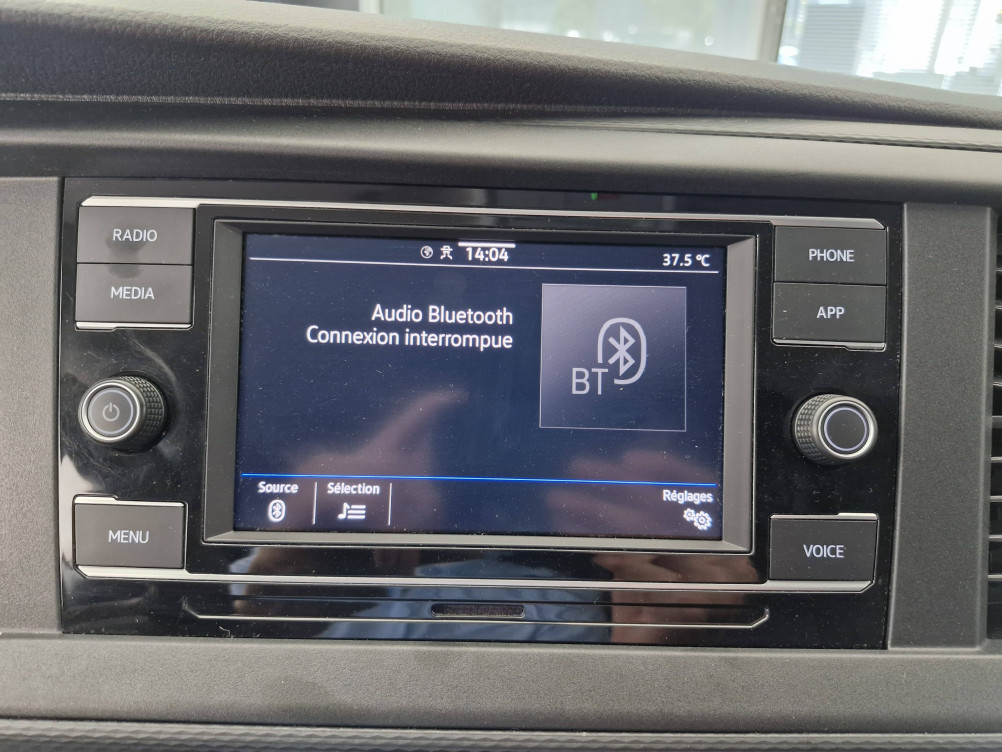 RADIO
MEDIA
MENU
14:04
37.5 °C
Audio Bluetooth
Connexion interrompue
BT
Source
Sélection
Réglages
PHONE
APP
VOICE